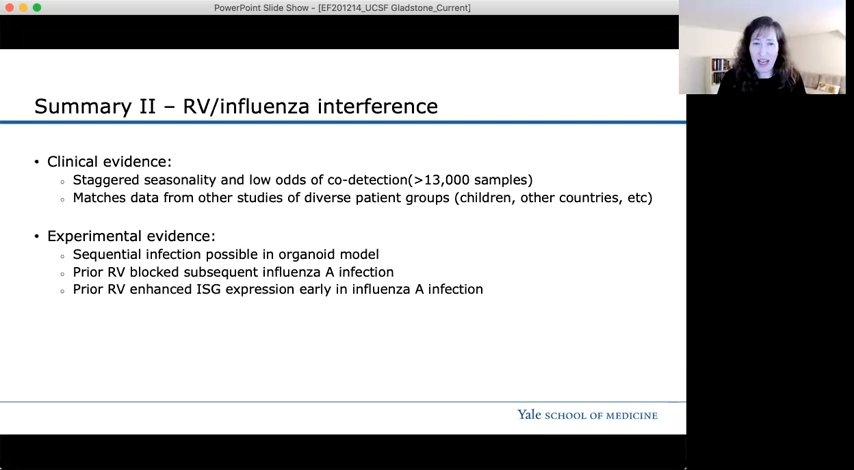 PowerPoint Slide Show - [EF201214_UCSF Gladstone_Current]
Summary II – RV/influenza interference
• Clinical evidence:
◦ Staggered seasonality and low odds of co-detection(>13,000 samples)
◦ Matches data from other studies of diverse patient groups (children, other countries, etc)
• Experimental evidence:
◦ Sequential infection possible in organoid model
◦ Prior RV blocked subsequent influenza A infection
◦ Prior RV enhanced ISG expression early in influenza A infection
Yale SCHOOL OF MEDICINE